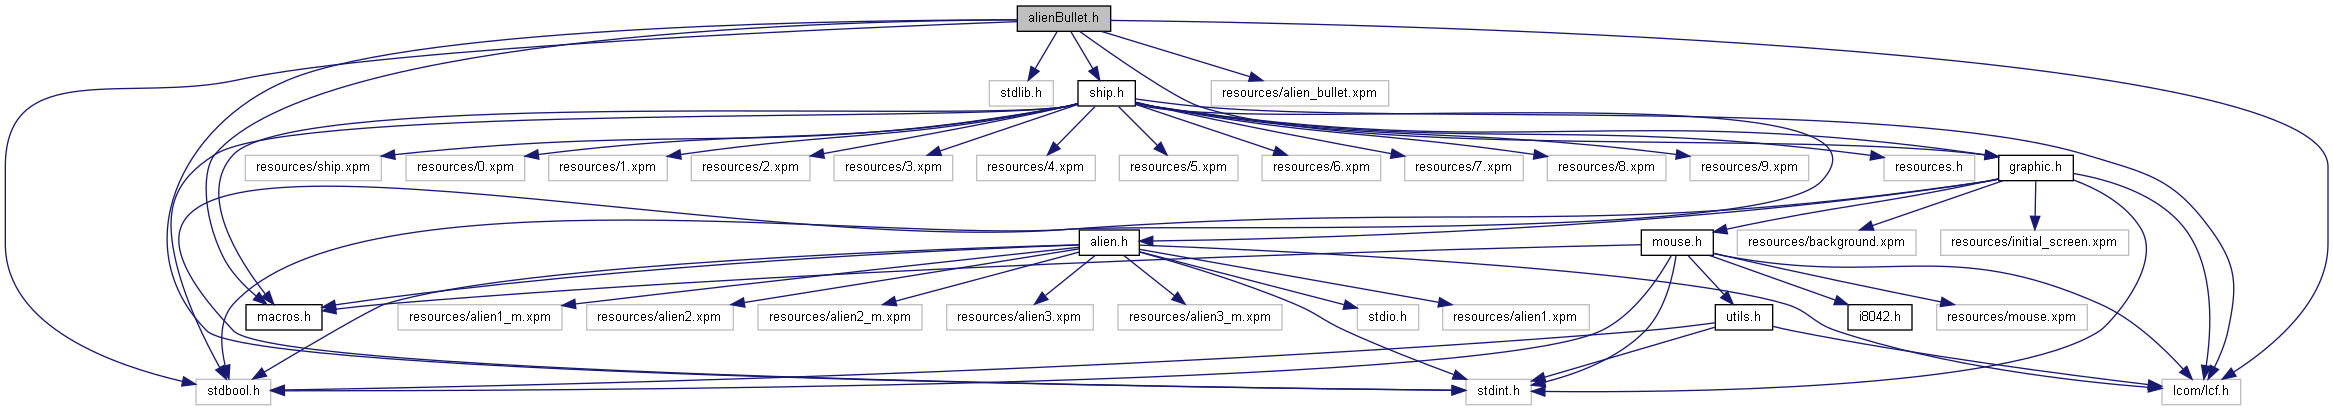 alienBullet.h
stdlib.h
ship.h
resources/alien_bullet.xpm
resources/ship.xpm
resources/0.xpm
resources/1.xpm
resources/2.xpm
resources/3.xpm
resources/4.xpm
resources/5.xpm
resources/6.xpm
resources/7.xpm
resources/8.xpm
resources/9.xpm
resources.h
graphic.h
alien.h
mouse.h
resources/background.xpm
resources/initial_screen.xpm
macros.h
resources/alien1_m.xpm
resources/alien2.xpm
resources/alien2_m.xpm
resources/alien3.xpm
resources/alien3_m.xpm
stdio.h
resources/alien1.xpm
utils.h
i8042.h
resources/mouse.xpm
stdbool.h
stdint.h
lcom/lcf.h